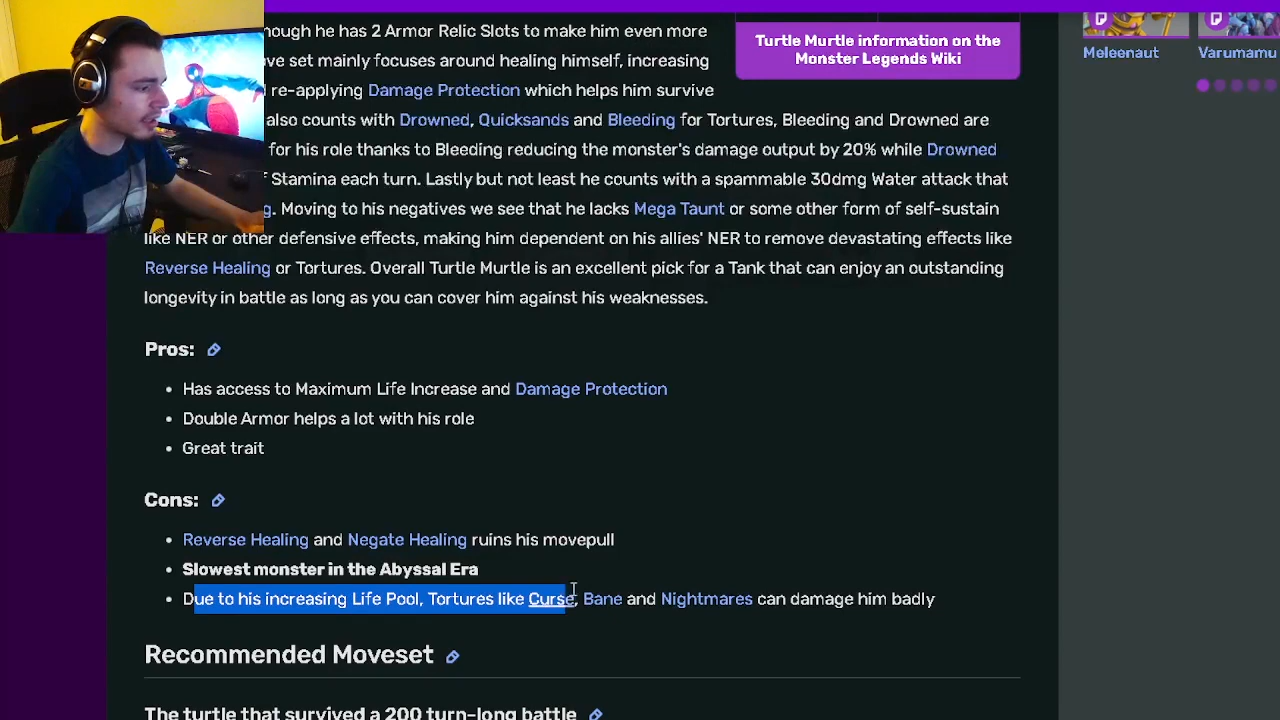 hough he has 2 Armor Relic Slots to make him even more
ve set mainly focuses around healing himself, increasing
re-applying Damage Protection which helps him survive
also counts with Drowned, Quicksands and Bleeding for Tortures, Bleeding and Drowned are
for his role thanks to Bleeding reducing the monster's damage output by 20% while Drowned
f Stamina each turn. Lastly but not least he counts with a spammable 30dmg Water attack that
g. Moving to his negatives we see that he lacks Mega Taunt or some other form of self-sustain
like NER or other defensive effects, making him dependent on his allies' NER to remove devastating effects like
Reverse Healing or Tortures. Overall Turtle Murtle is an excellent pick for a Tank that can enjoy an outstanding
longevity in battle as long as you can cover him against his weaknesses.
Turtle Murtle information on the
Monster Legends Wiki
Meleenaut
Varumamu
Pros:
Has access to Maximum Life Increase and Damage Protection
Double Armor helps a lot with his role
Great trait
Cons:
Reverse Healing and Negate Healing ruins his movepull
Slowest monster in the Abyssal Era
Due to his increasing Life Pool, Tortures like Curse, Bane and Nightmares can damage him badly
Recommended Moveset
The turtle that survived a 200 turn-long battle